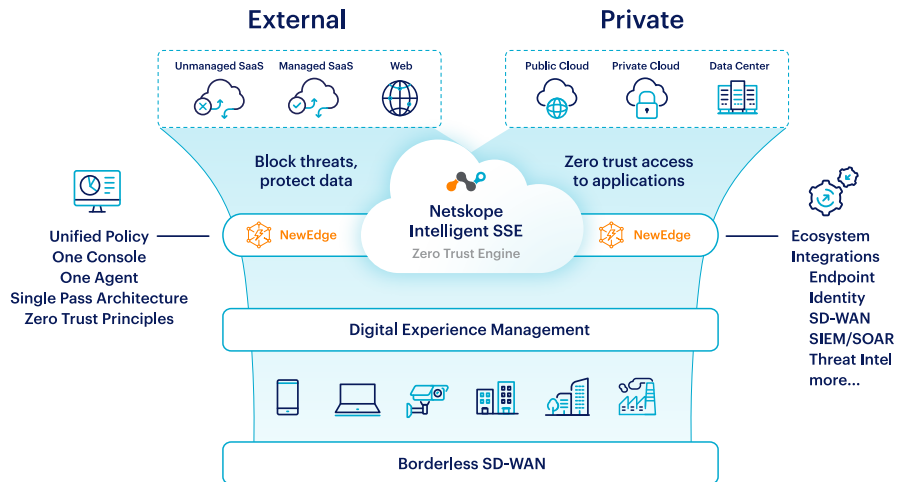 External
Private
Unmanaged SaaS
Managed SaaS
Web
Public Cloud
Private Cloud
Data Center
Block threats,
protect data
Zero trust access
to applications
Netskope
Intelligent SSE
Zero Trust Engine
NewEdge
NewEdge
Unified Policy
One Console
One Agent
Single Pass Architecture
Zero Trust Principles
Ecosystem
Integrations
Endpoint
Identity
SD-WAN
SIEM/SOAR
Threat Intel
more...
Digital Experience Management
Borderless SD-WAN